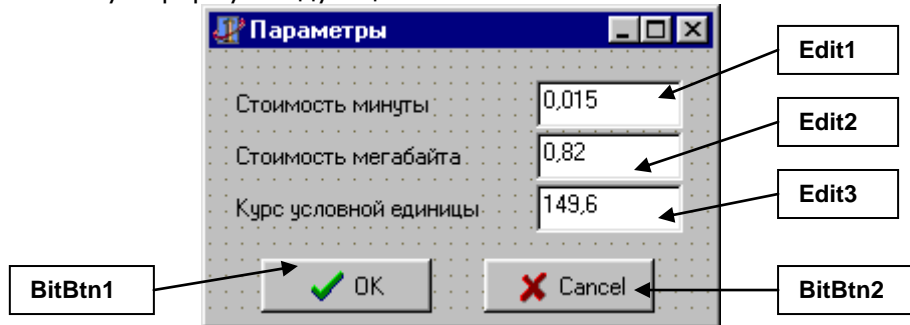 Параметры
Edit1
Стоимость минуты 0,015
Edit2
Стоимость мегабайта 0,82
Edit3
Курс условной единицы 149,6
BitBtn1
OK
Cancel
BitBtn2